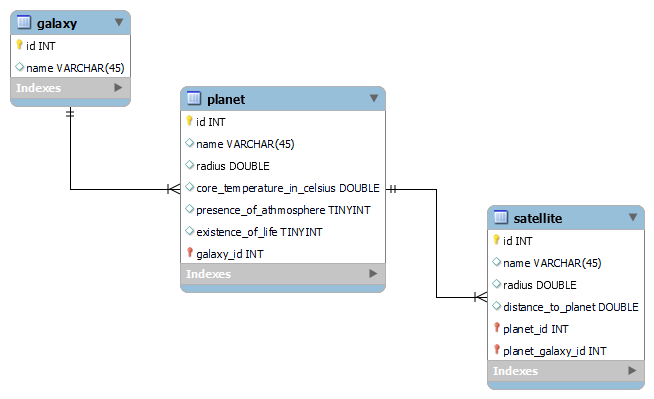 galaxy
id INT
name VARCHAR(45)
Indexes
planet
id INT
name VARCHAR(45)
radius DOUBLE
core_temperature_in_celsius DOUBLE
presence_of_athmosphere TINYINT
existence_of_life TINYINT
galaxy_id INT
Indexes
satellite
id INT
name VARCHAR(45)
radius DOUBLE
distance_to_planet DOUBLE
planet_id INT
planet_galaxy_id INT
Indexes